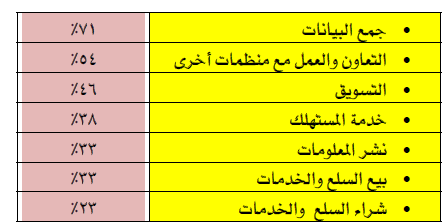 • جمع البيانات ٪٧١
• التعاون والعمل مع منظمات أخرى ٪٥٤
• التسويق ٪٤٦
• خدمة المستهلك ٪٣٨
• نشر المعلومات ٪٣٣
• بيع السلع والخدمات ٪٣٣
• شراء السلع والخدمات ٪٢٣